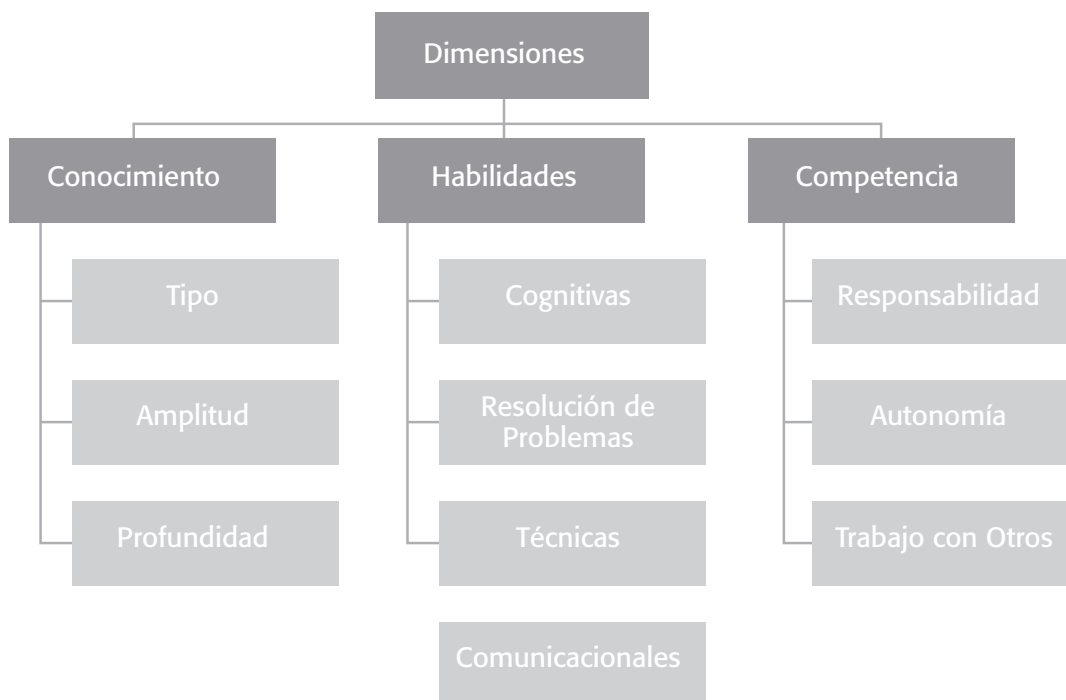 Dimensiones
Conocimiento
Habilidades
Competencia
Tipo
Cognitivas
Responsabilidad
Amplitud
Resolución de
Problemas
Autonomía
Profundidad
Técnicas
Trabajo con Otros
Comunicacionales